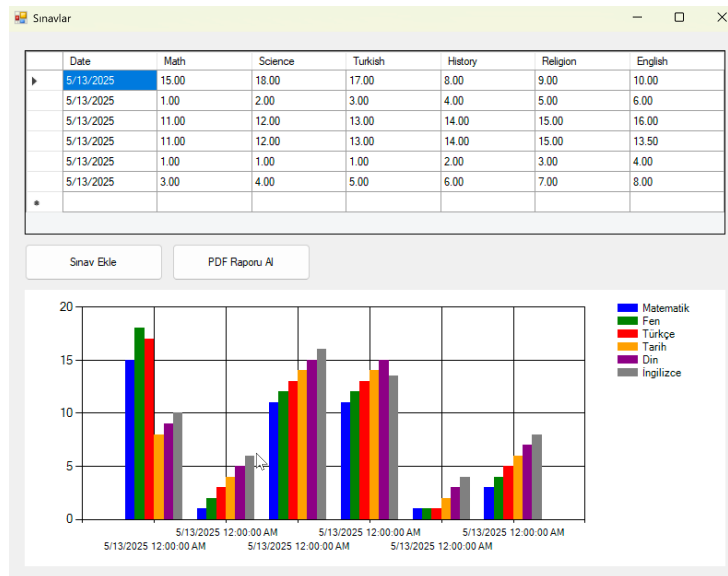 Sınavlar
Date Math Science Turkish History Religion English
5/13/2025 15.00 18.00 17.00 8.00 9.00 10.00
5/13/2025 1.00 2.00 3.00 4.00 5.00 6.00
5/13/2025 11.00 12.00 13.00 14.00 15.00 16.00
5/13/2025 11.00 12.00 13.00 14.00 15.00 13.50
5/13/2025 1.00 1.00 1.00 2.00 3.00 4.00
5/13/2025 3.00 4.00 5.00 6.00 7.00 8.00
Sınav Ekle PDF Raporu Al
20
15
10
5
0
Matematik
Fen
Türkçe
Tarih
Din
İngilizce
5/13/2025 12:00:00 AM 5/13/2025 12:00:00 AM 5/13/2025 12:00:00 AM
5/13/2025 12:00:00 AM 5/13/2025 12:00:00 AM 5/13/2025 12:00:00 AM